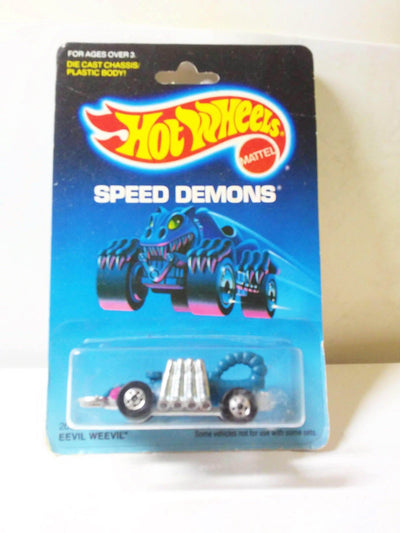 FOR AGES OVER 3.
DIE CAST CHASSIS/
PLASTIC BODY!
Hot Wheels®
MATTEL
SPEED DEMONS®
EEVIL WEEVIL™
Some vehicles not for use with some sets.